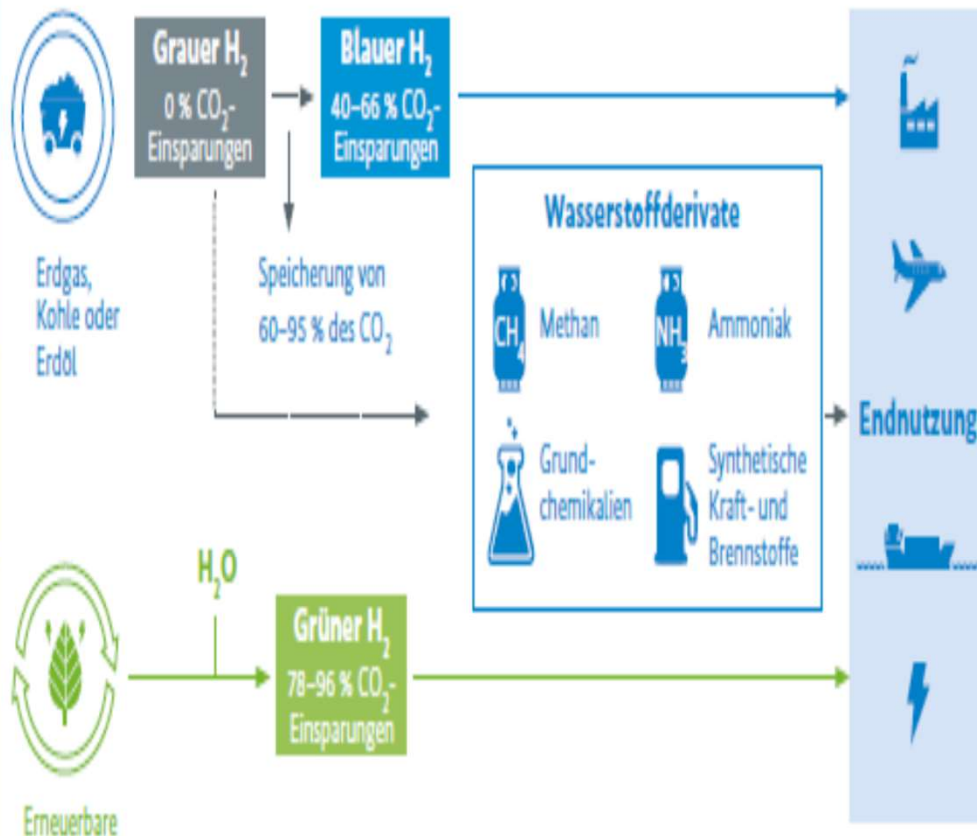 Grauer H₂
0 % CO₂-
Einsparungen
Blauer H₂
40–66 % CO₂-
Einsparungen
Erdgas,
Kohle oder
Erdöl
Speicherung von
60–95 % des CO₂
Wasserstoffderivate
CH₄
Methan
NH₃
Ammoniak
Grund-
chemikalien
Synthetische
Kraft- und
Brennstoffe
Endnutzung
H₂O
Grüner H₂
78–96 % CO₂-
Einsparungen
Erneuerbare